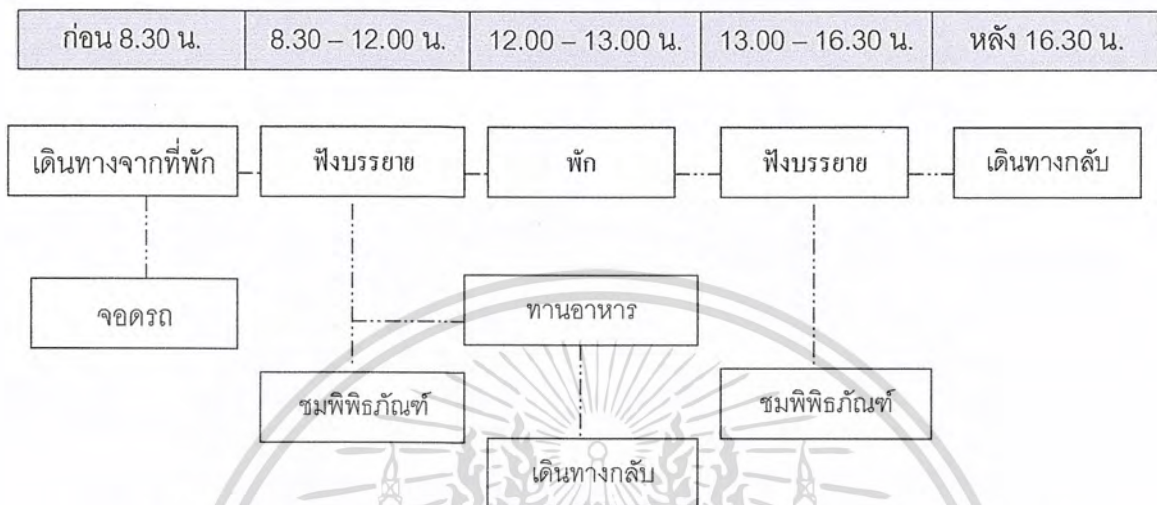 ก่อน 8.30 น. 8.30 – 12.00 น. 12.00 – 13.00 น. 13.00 – 16.30 น. หลัง 16.30 น.
เดินทางจากที่พัก ฟังบรรยาย พัก ฟังบรรยาย เดินทางกลับ
จอดรถ ทานอาหาร
ชมพิพิธภัณฑ์ ชมพิพิธภัณฑ์
เดินทางกลับ